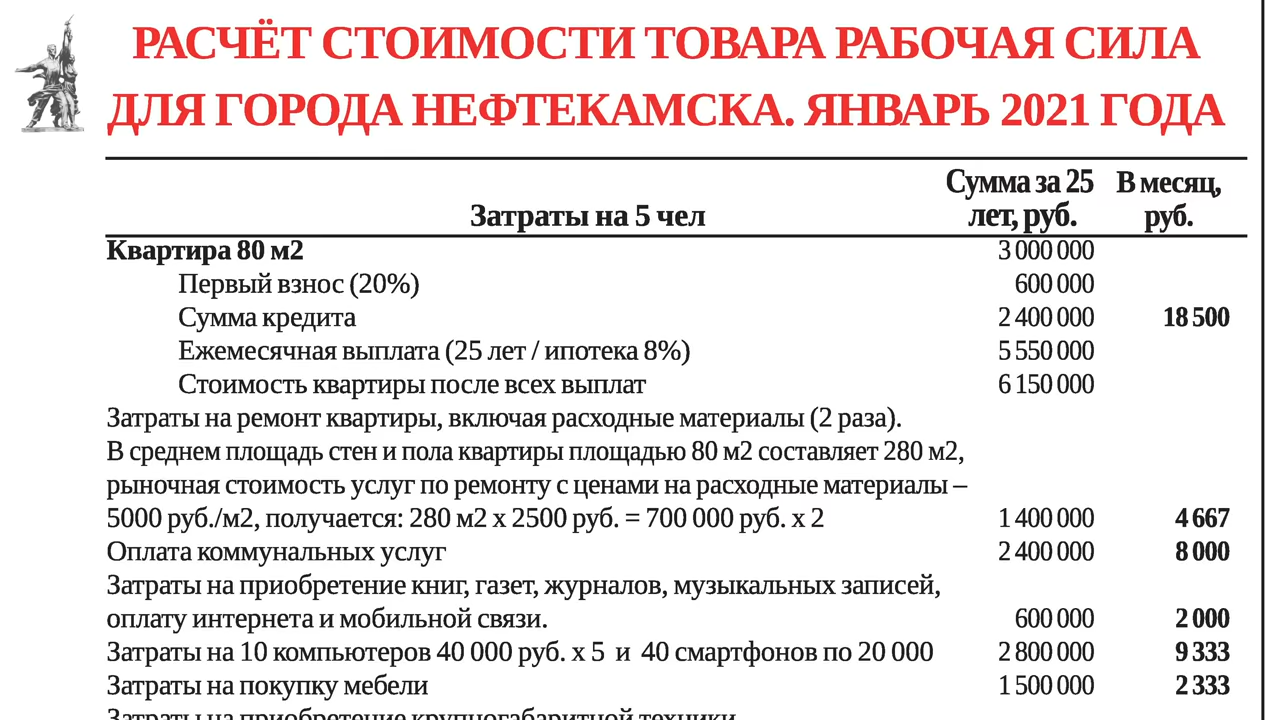 РАСЧЁТ СТОИМОСТИ ТОВАРА РАБОЧАЯ СИЛА
ДЛЯ ГОРОДА НЕФТЕКАМСКА. ЯНВАРЬ 2021 ГОДА
Затраты на 5 чел Сумма за 25 лет, руб. В месяц, руб.
Квартира 80 м2 3 000 000
Первый взнос (20%) 600 000
Сумма кредита 2 400 000 18 500
Ежемесячная выплата (25 лет / ипотека 8%) 5 550 000
Стоимость квартиры после всех выплат 6 150 000
Затраты на ремонт квартиры, включая расходные материалы (2 раза).
В среднем площадь стен и пола квартиры площадью 80 м2 составляет 280 м2,
рыночная стоимость услуг по ремонту с ценами на расходные материалы –
5000 руб./м2, получается: 280 м2 х 2500 руб. = 700 000 руб. х 2 1 400 000 4 667
Оплата коммунальных услуг 2 400 000 8 000
Затраты на приобретение книг, газет, журналов, музыкальных записей,
оплату интернета и мобильной связи. 600 000 2 000
Затраты на 10 компьютеров 40 000 руб. х 5 и 40 смартфонов по 20 000 2 800 000 9 333
Затраты на покупку мебели 1 500 000 2 333
Затраты на приобретение крупногабаритной техники